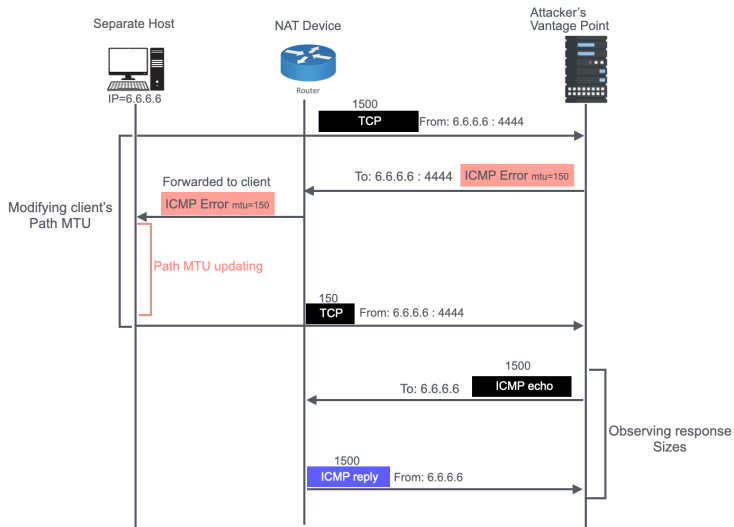 Separate Host
NAT Device
Attacker's
Vantage Point
IP=6.6.6.6
Router
1500
TCP
From: 6.6.6.6 : 4444
To: 6.6.6.6 : 4444
ICMP Error mtu=150
Forwarded to client
ICMP Error mtu=150
Modifying client's
Path MTU
Path MTU updating
150
TCP
From: 6.6.6.6 : 4444
1500
ICMP echo
To: 6.6.6.6
Observing response
Sizes
1500
ICMP reply
From: 6.6.6.6